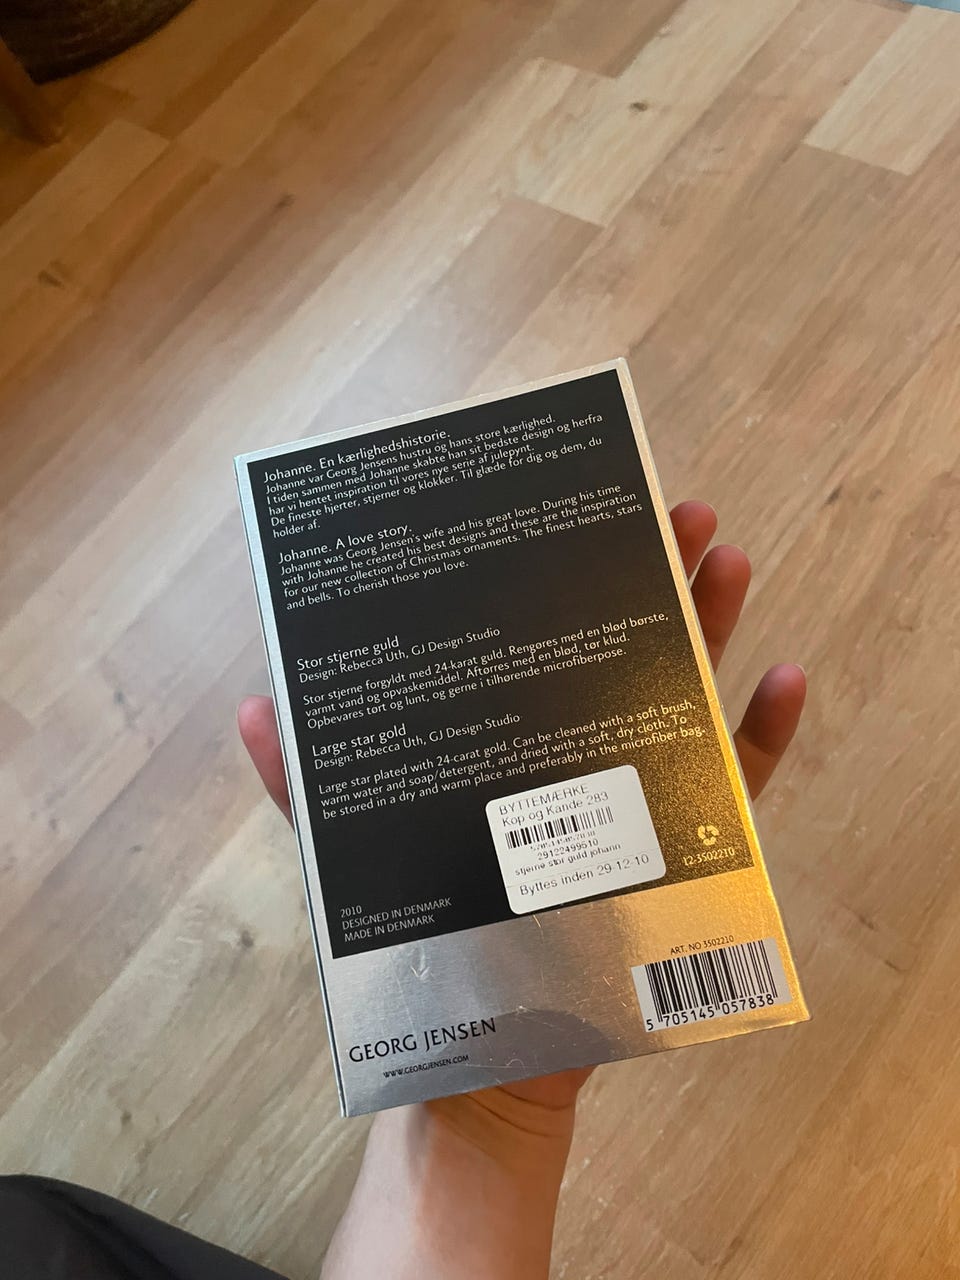 Johanne. En kærlighedshistorie.
Johanne var Georg Jensens hustru og hans store kærlighed.
I tiden sammen med Johanne skabte han sit bedste design og herfra
har vi hentet inspiration til vores nye serie af julepynt.
De fineste hjerter, stjerner og klokker. Til glæde for dig og dem, du
holder af.
Johanne. A love story.
Johanne was Georg Jensen's wife and his great love. During his time
with Johanne he created his best designs and these are the inspiration
for our new collection of Christmas ornaments. The finest hearts, stars
and bells. To cherish those you love.
Stor stjerne guld
Design: Rebecca Uth, GJ Design Studio
Stor stjerne forgyldt med 24-karat guld. Rengøres med en blød børste,
varmt vand og opvaskemiddel. Aftørres med en blød, tør klud.
Opbevares tørt og lunt, og gerne i tilhørende microfiberpose.
Large star gold
Design: Rebecca Uth, GJ Design Studio
Large star plated with 24-carat gold. Can be cleaned with a soft brush,
warm water and soap/detergent, and dried with a soft, dry cloth. To
be stored in a dry and warm place and preferably in the microfiber bag.
BYTTEMÆRKE
Kop og Kande 283
5705145057838
29122499510
stjerne stor guld johann
Byttes inden 29-12-10
12-3502210
2010
DESIGNED IN DENMARK
MADE IN DENMARK
ART. NO 3502210
5 705145 057838
GEORG JENSEN
WWW.GEORGJENSEN.COM